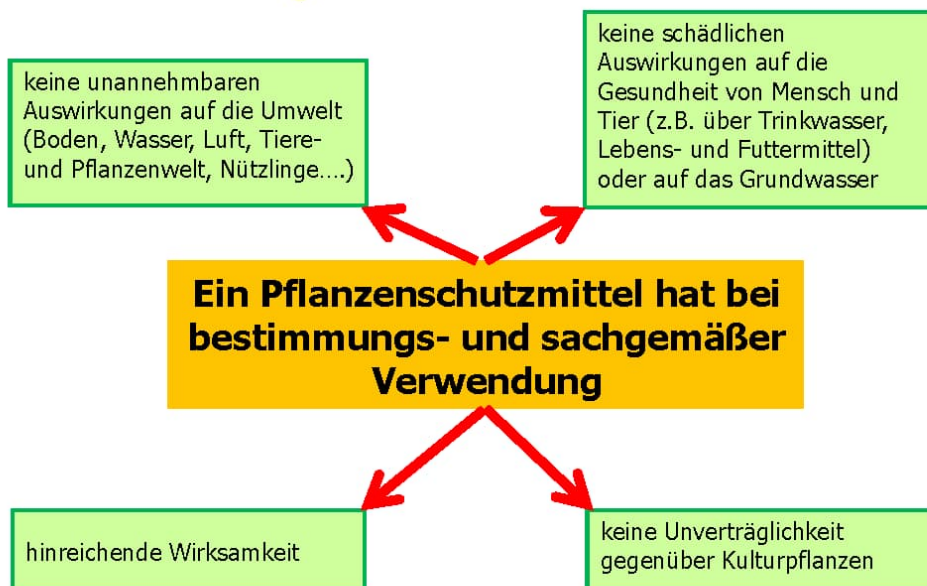 keine unannehmbaren
Auswirkungen auf die Umwelt
(Boden, Wasser, Luft, Tiere-
und Pflanzenwelt, Nützlinge....)
keine schädlichen
Auswirkungen auf die
Gesundheit von Mensch und
Tier (z.B. über Trinkwasser,
Lebens- und Futtermittel)
oder auf das Grundwasser
Ein Pflanzenschutzmittel hat bei
bestimmungs- und sachgemäßer
Verwendung
hinreichende Wirksamkeit
keine Unverträglichkeit
gegenüber Kulturpflanzen